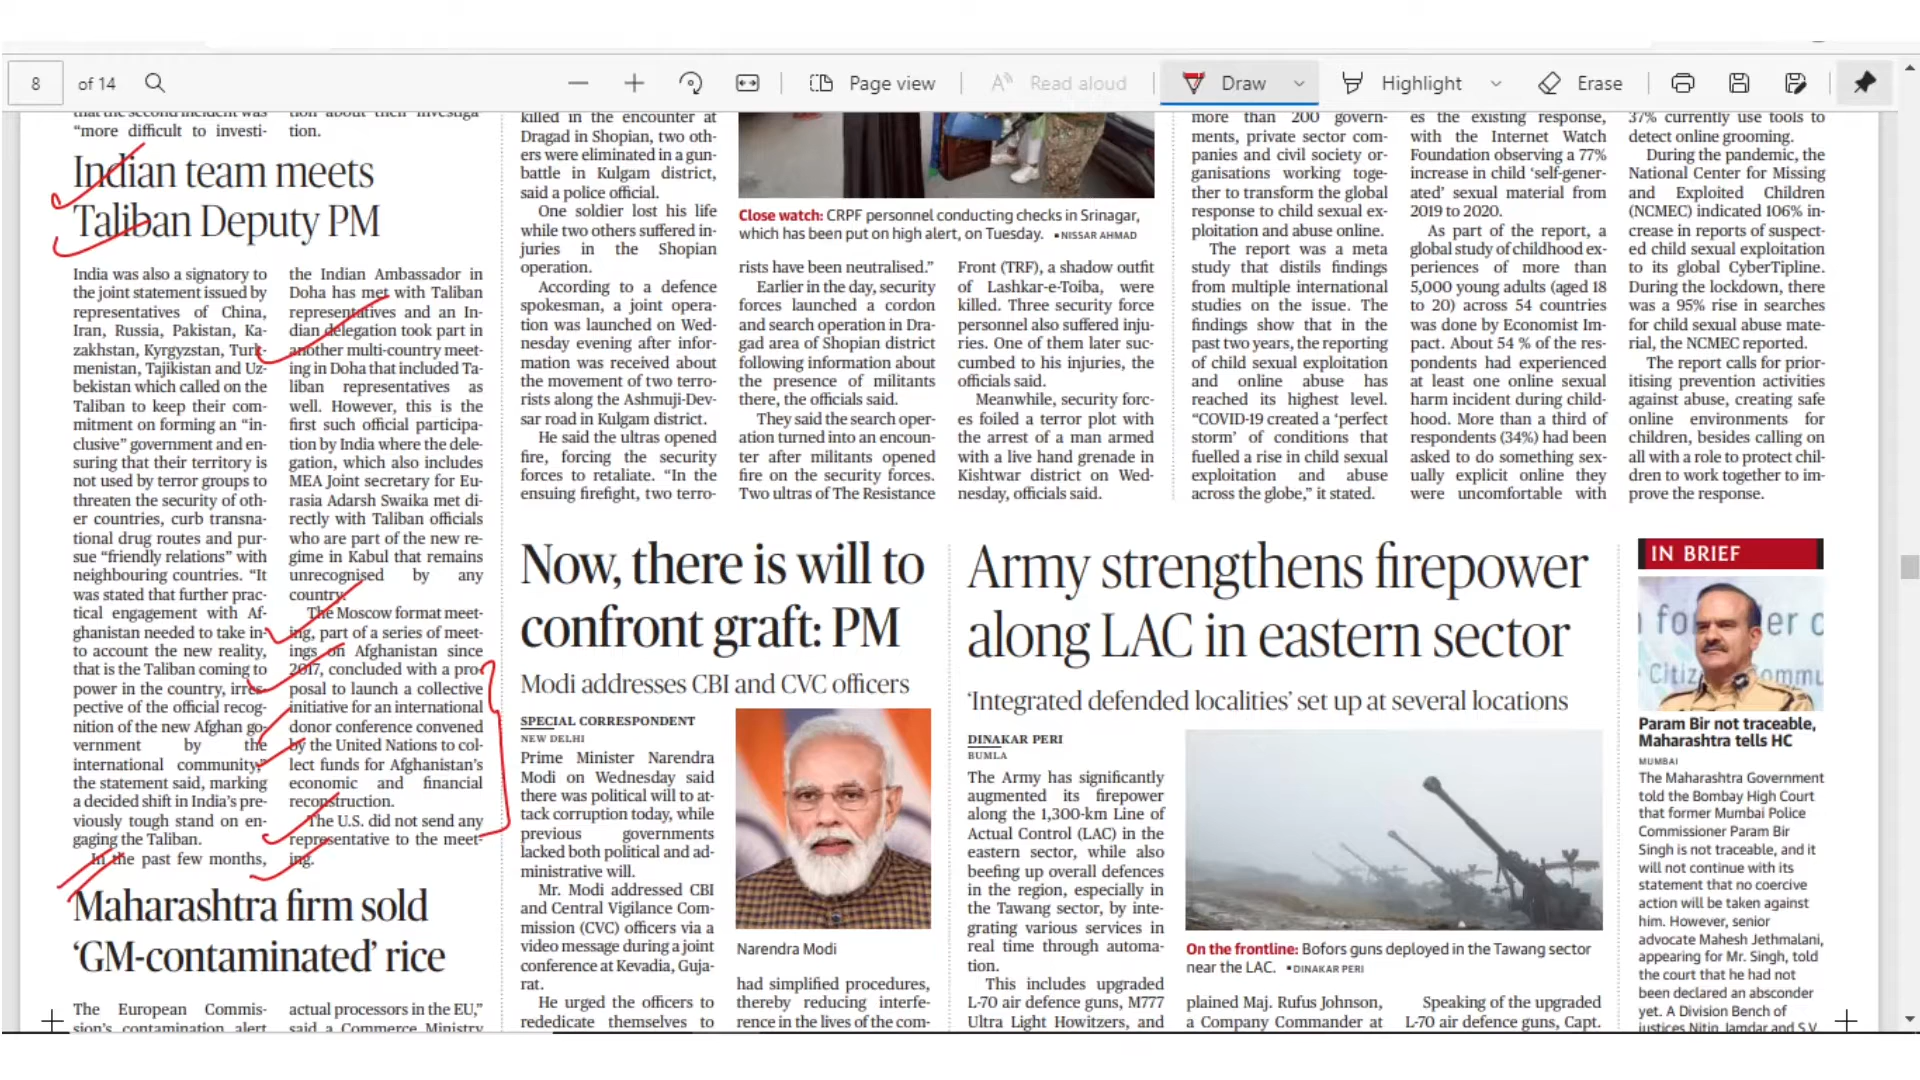 8 of 14
Page view
Read aloud
Draw
Highlight
Erase
that the second incident was
“more difficult to investi-
tion about their investiga-
tion.
Indian team meets
Taliban Deputy PM
India was also a signatory to
the joint statement issued by
representatives of China,
Iran, Russia, Pakistan, Ka-
zakhstan, Kyrgyzstan, Turk-
menistan, Tajikistan and Uz-
bekistan which called on the
Taliban to keep their com-
mitment on forming an “in-
clusive” government and en-
suring that their territory is
not used by terror groups to
threaten the security of oth-
er countries, curb transna-
tional drug routes and pur-
sue “friendly relations” with
neighbouring countries. “It
was stated that further prac-
tical engagement with Af-
ghanistan needed to take in-
to account the new reality,
that is the Taliban coming to
power in the country, irres-
pective of the official recog-
nition of the new Afghan go-
vernment by the
international community,”
the statement said, marking
a decided shift in India’s pre-
viously tough stand on en-
gaging the Taliban.
In the past few months,
the Indian Ambassador in
Doha has met with Taliban
representatives and an In-
dian delegation took part in
another multi-country meet-
ing in Doha that included Ta-
liban representatives as
well. However, this is the
first such official participa-
tion by India where the dele-
gation, which also includes
MEA Joint secretary for Eu-
rasia Adarsh Swaika met di-
rectly with Taliban officials
who are part of the new re-
gime in Kabul that remains
unrecognised by any
country.
The Moscow format meet-
ing, part of a series of meet-
ings on Afghanistan since
2017, concluded with a pro-
posal to launch a collective
initiative for an international
donor conference convened
by the United Nations to col-
lect funds for Afghanistan’s
economic and financial
reconstruction.
The U.S. did not send any
representative to the meet-
ing.
Maharashtra firm sold
‘GM-contaminated’ rice
The European Commis-
sion’s contamination alert
actual processors in the EU,”
said a Commerce Ministry
killed in the encounter at
Dragad in Shopian, two oth-
ers were eliminated in a gun-
battle in Kulgam district,
said a police official.
One soldier lost his life
while two others suffered in-
juries in the Shopian
operation.
According to a defence
spokesman, a joint opera-
tion was launched on Wed-
nesday evening after infor-
mation was received about
the movement of two terro-
rists along the Ashmuji-Dev-
sar road in Kulgam district.
He said the ultras opened
fire, forcing the security
forces to retaliate. “In the
ensuing firefight, two terro-
Close watch: CRPF personnel conducting checks in Srinagar,
which has been put on high alert, on Tuesday. ▪NISSAR AHMAD
rists have been neutralised.”
Earlier in the day, security
forces launched a cordon
and search operation in Dra-
gad area of Shopian district
following information about
the presence of militants
there, the officials said.
They said the search oper-
ation turned into an encoun-
ter after militants opened
fire on the security forces.
Two ultras of The Resistance
Front (TRF), a shadow outfit
of Lashkar-e-Toiba, were
killed. Three security force
personnel also suffered inju-
ries. One of them later suc-
cumbed to his injuries, the
officials said.
Meanwhile, security forc-
es foiled a terror plot with
the arrest of a man armed
with a live hand grenade in
Kishtwar district on Wed-
nesday, officials said.
more than 200 govern-
ments, private sector com-
panies and civil society or-
ganisations working toge-
ther to transform the global
response to child sexual ex-
ploitation and abuse online.
The report was a meta
study that distils findings
from multiple international
studies on the issue. The
findings show that in the
past two years, the reporting
of child sexual exploitation
and online abuse has
reached its highest level.
“COVID-19 created a ‘perfect
storm’ of conditions that
fuelled a rise in child sexual
exploitation and abuse
across the globe,” it stated.
es the existing response,
with the Internet Watch
Foundation observing a 77%
increase in child ‘self-gener-
ated’ sexual material from
2019 to 2020.
As part of the report, a
global study of childhood ex-
periences of more than
5,000 young adults (aged 18
to 20) across 54 countries
was done by Economist Im-
pact. About 54 % of the res-
pondents had experienced
at least one online sexual
harm incident during child-
hood. More than a third of
respondents (34%) had been
asked to do something sex-
ually explicit online they
were uncomfortable with
37% currently use tools to
detect online grooming.
During the pandemic, the
National Center for Missing
and Exploited Children
(NCMEC) indicated 106% in-
crease in reports of suspect-
ed child sexual exploitation
to its global CyberTipline.
During the lockdown, there
was a 95% rise in searches
for child sexual abuse mate-
rial, the NCMEC reported.
The report calls for prior-
itising prevention activities
against abuse, creating safe
online environments for
children, besides calling on
all with a role to protect chil-
dren to work together to im-
prove the response.
Now, there is will to
confront graft: PM
Modi addresses CBI and CVC officers
SPECIAL CORRESPONDENT
NEW DELHI
Prime Minister Narendra
Modi on Wednesday said
there was political will to at-
tack corruption today, while
previous governments
lacked both political and ad-
ministrative will.
Mr. Modi addressed CBI
and Central Vigilance Com-
mission (CVC) officers via a
video message during a joint
conference at Kevadia, Guja-
rat.
He urged the officers to
rededicate themselves to
Narendra Modi
had simplified procedures,
thereby reducing interfe-
rence in the lives of the com-
Army strengthens firepower
along LAC in eastern sector
‘Integrated defended localities’ set up at several locations
DINAKAR PERI
BUMLA
The Army has significantly
augmented its firepower
along the 1,300-km Line of
Actual Control (LAC) in the
eastern sector, while also
beefing up overall defences
in the region, especially in
the Tawang sector, by inte-
grating various services in
real time through automa-
tion.
This includes upgraded
L-70 air defence guns, M777
Ultra Light Howitzers, and
On the frontline: Bofors guns deployed in the Tawang sector
near the LAC. ▪DINAKAR PERI
plained Maj. Rufus Johnson,
a Company Commander at
Speaking of the upgraded
L-70 air defence guns, Capt.
IN BRIEF
for er c
Citiz ommu
Param Bir not traceable,
Maharashtra tells HC
MUMBAI
The Maharashtra Government
told the Bombay High Court
that former Mumbai Police
Commissioner Param Bir
Singh is not traceable, and it
will not continue with its
statement that no coercive
action will be taken against
him. However, senior
advocate Mahesh Jethmalani,
appearing for Mr. Singh, told
the court that he had not
been declared an absconder
yet. A Division Bench of
justices Nitin Jamdar and S.V.